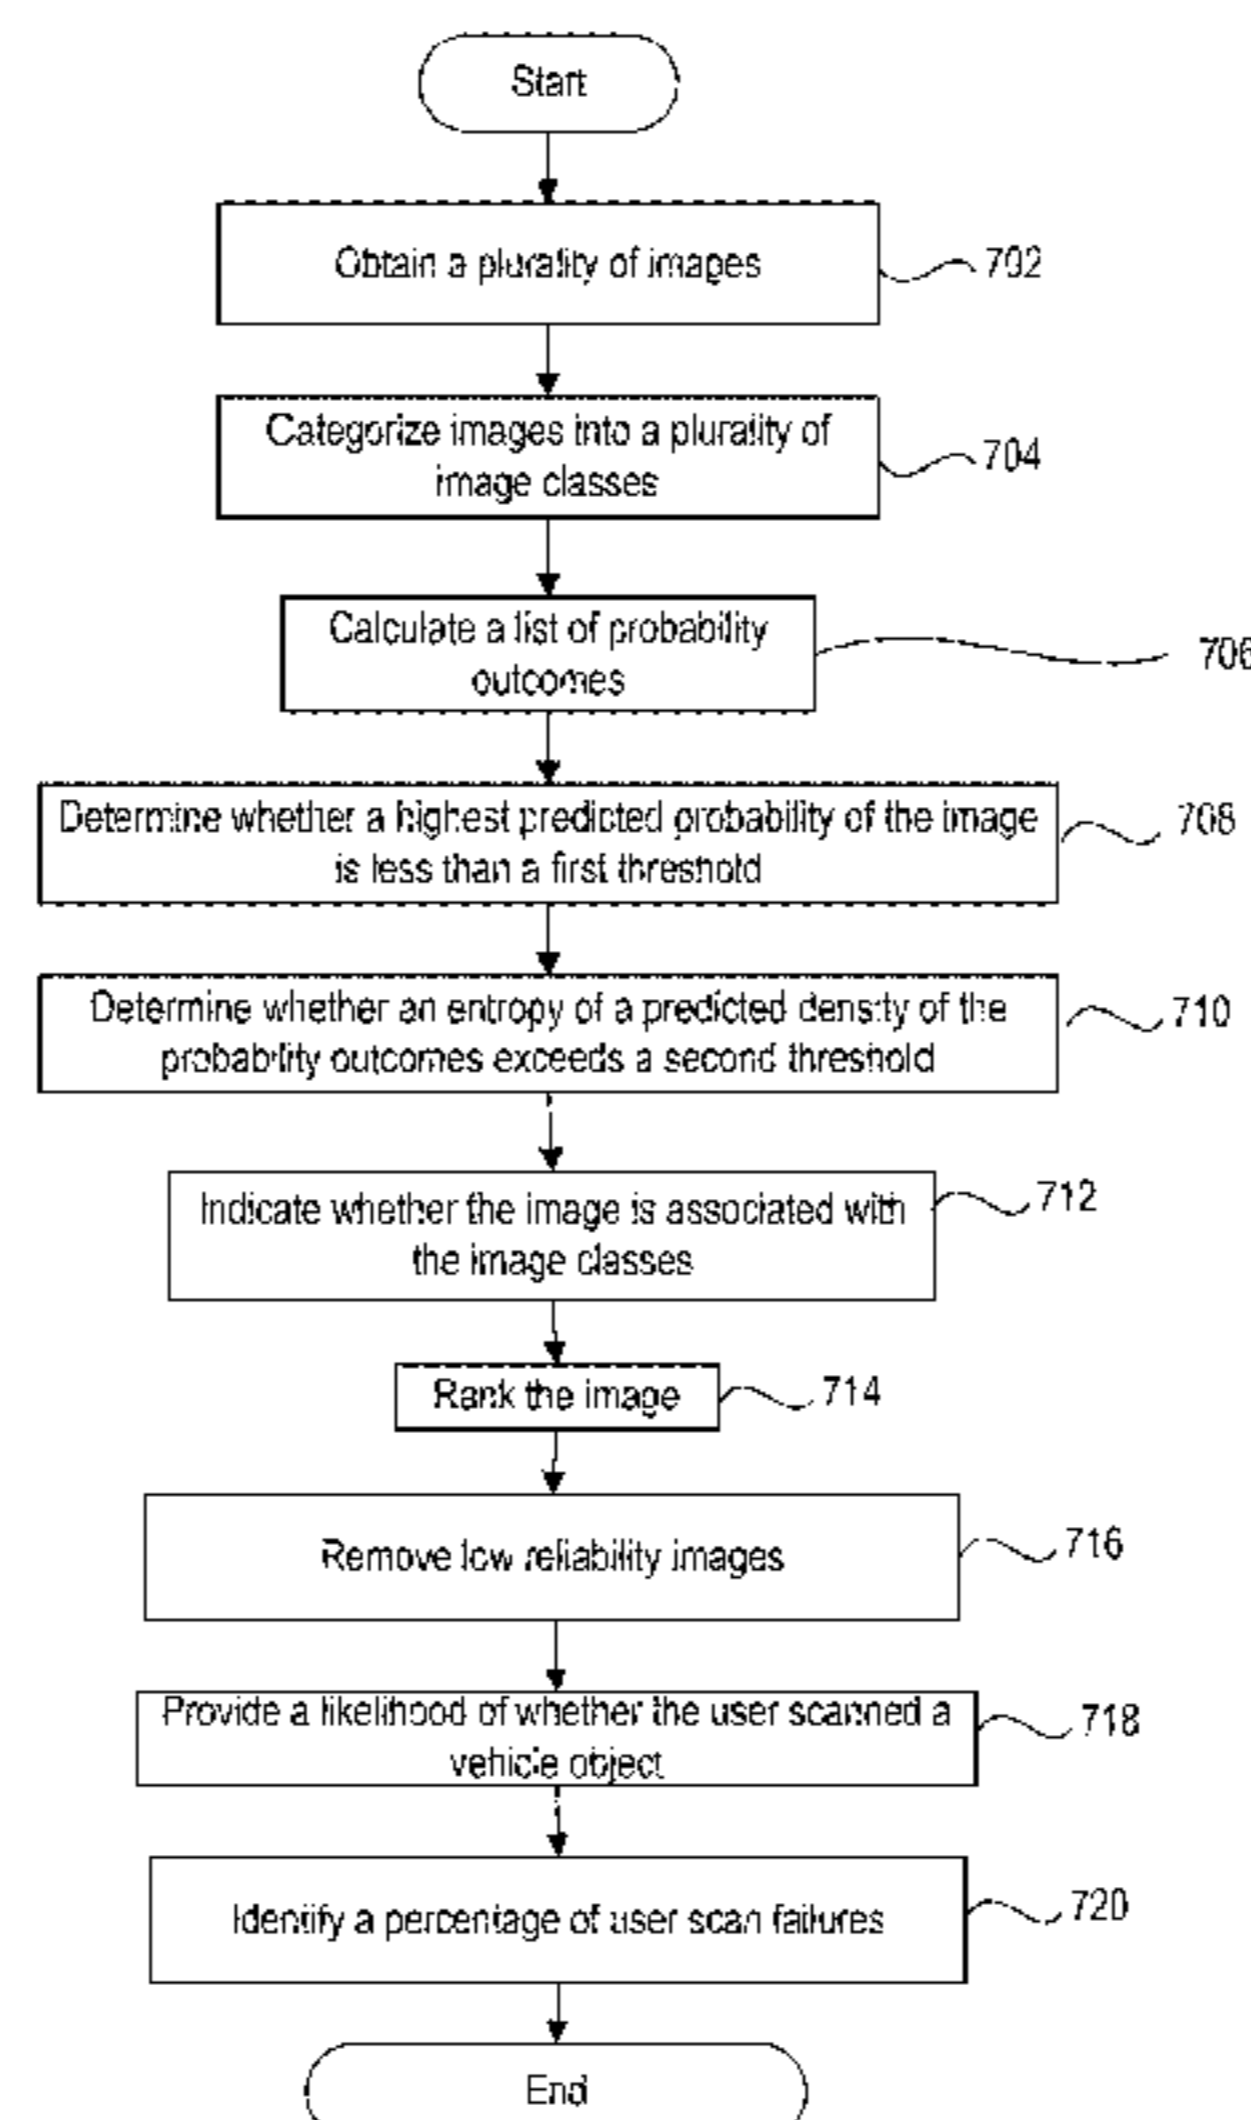 Start
Obtain a plurality of images
702
Categorize images into a plurality of
image classes
704
Calculate a list of probability
outcomes
706
Determine whether a highest predicted probability of the image
is less than a first threshold
708
Determine whether an entropy of a predicted density of the
probability outcomes exceeds a second threshold
710
Indicate whether the image is associated with
the image classes
712
Rank the image
714
Remove low reliability images
716
Provide a likelihood of whether the user scanned a
vehicle object
718
Identify a percentage of user scan failures
720
End